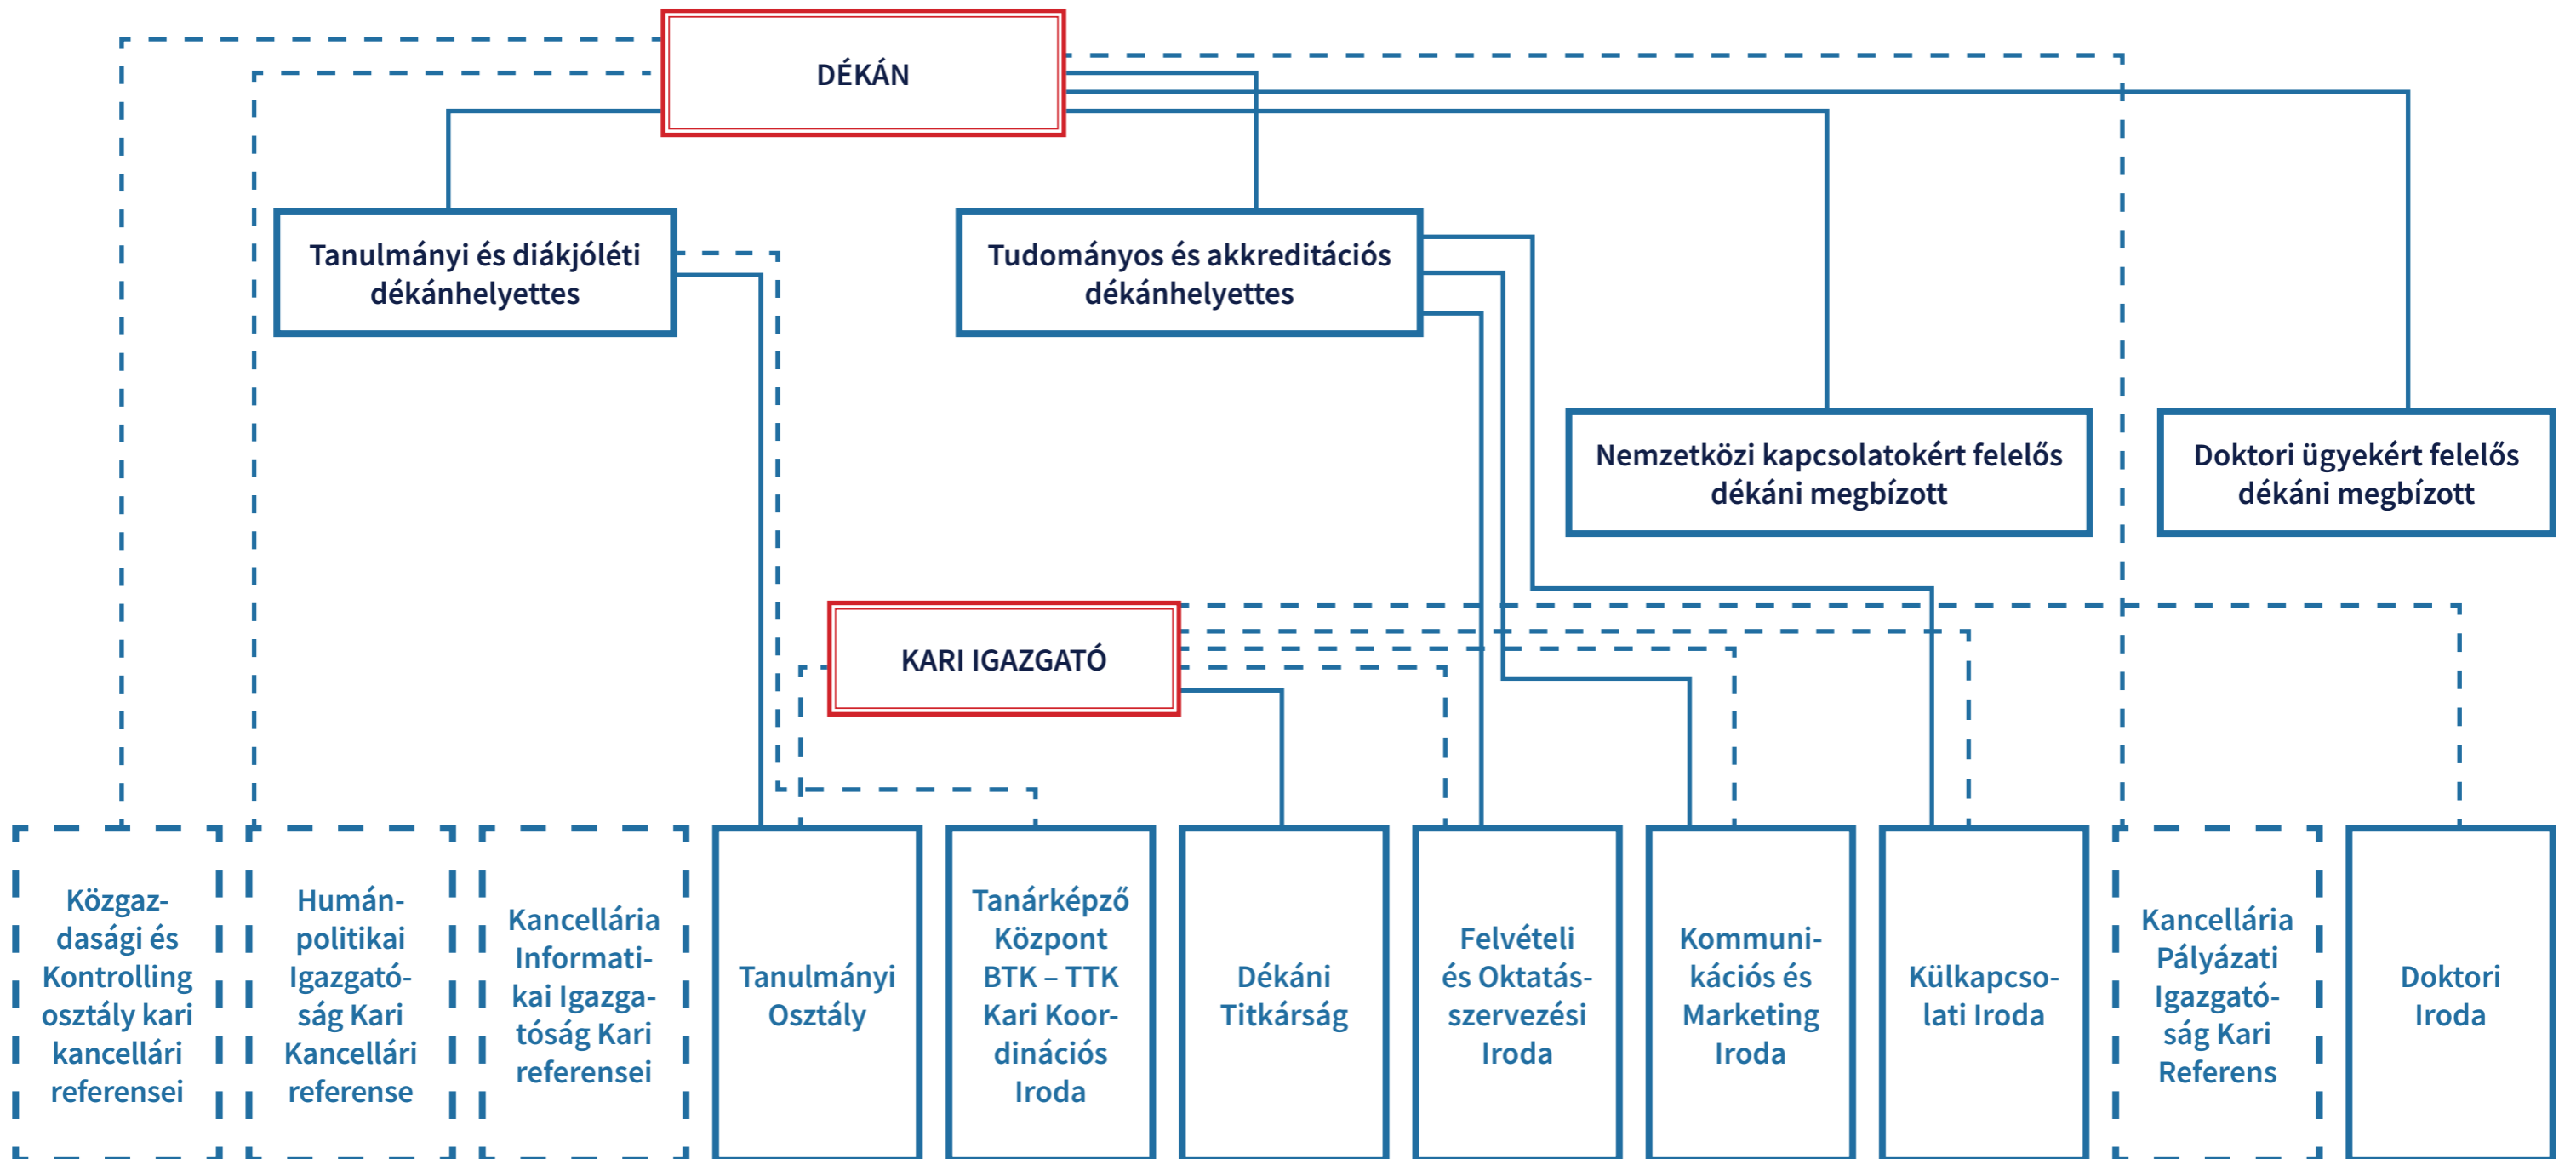 DÉKÁN
Tanulmányi és diákjóléti
dékánhelyettes
Tudományos és akkreditációs
dékánhelyettes
Nemzetközi kapcsolatokért felelős
dékáni megbízott
Doktori ügyekért felelős
dékáni megbízott
KARI IGAZGATÓ
Közgaz-
dasági és
Kontrolling
osztály kari
kancellári
referensei
Humán-
politikai
Igazgató-
ság Kari
Kancellári
referense
Kancellária
Informati-
kai Igazga-
tóság Kari
referensei
Tanulmányi
Osztály
Tanárképző
Központ
BTK – TTK
Kari Koor-
dinációs
Iroda
Dékáni
Titkárság
Felvételi
és Oktatás-
szervezési
Iroda
Kommuni-
kációs és
Marketing
Iroda
Külkapcso-
lati Iroda
Kancellária
Pályázati
Igazgató-
ság Kari
Referens
Doktori
Iroda